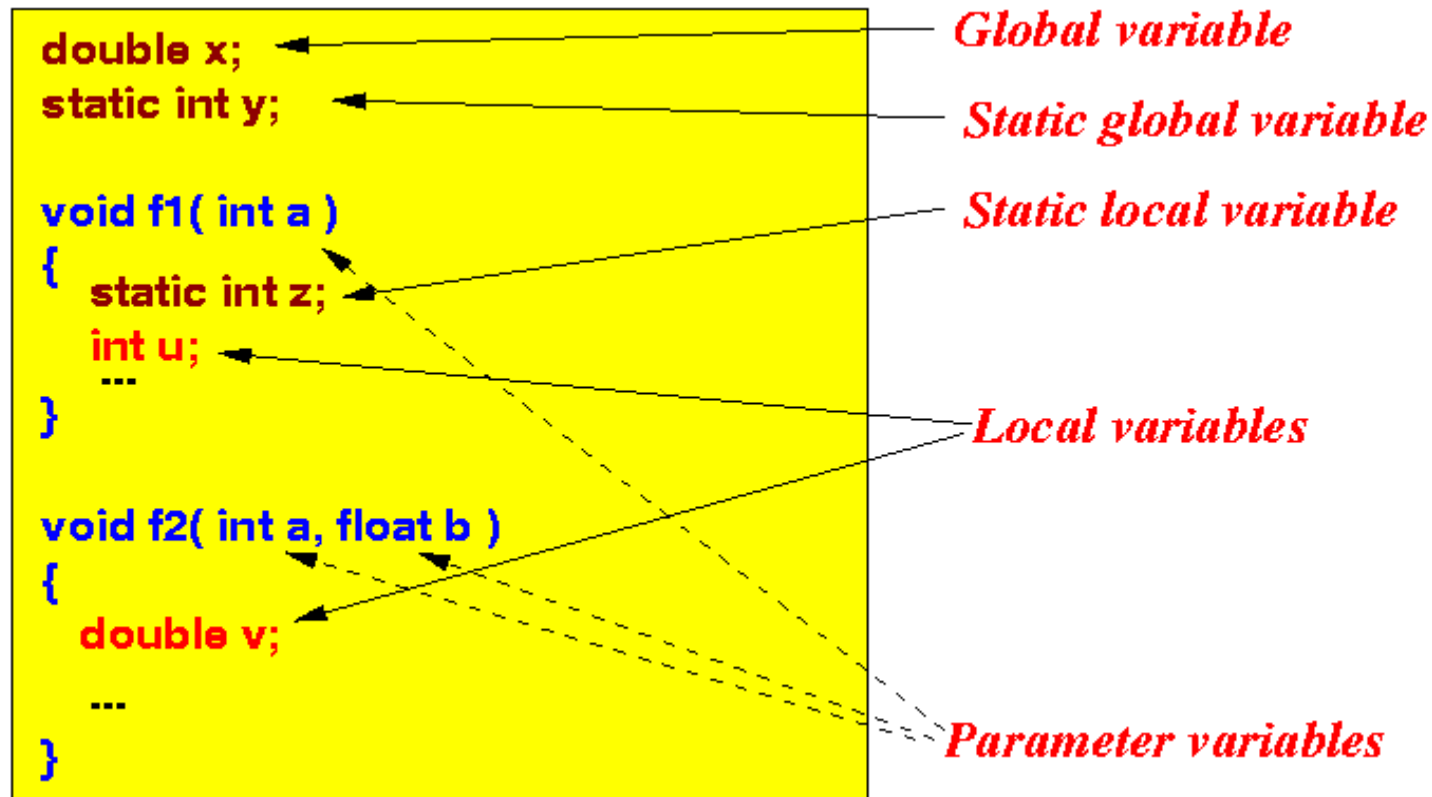 double x;
Global variable
static int y;
Static global variable
void f1( int a )
Static local variable
{
static int z;
int u;
...
}
Local variables
void f2( int a, float b )
{
double v;
...
Parameter variables
}